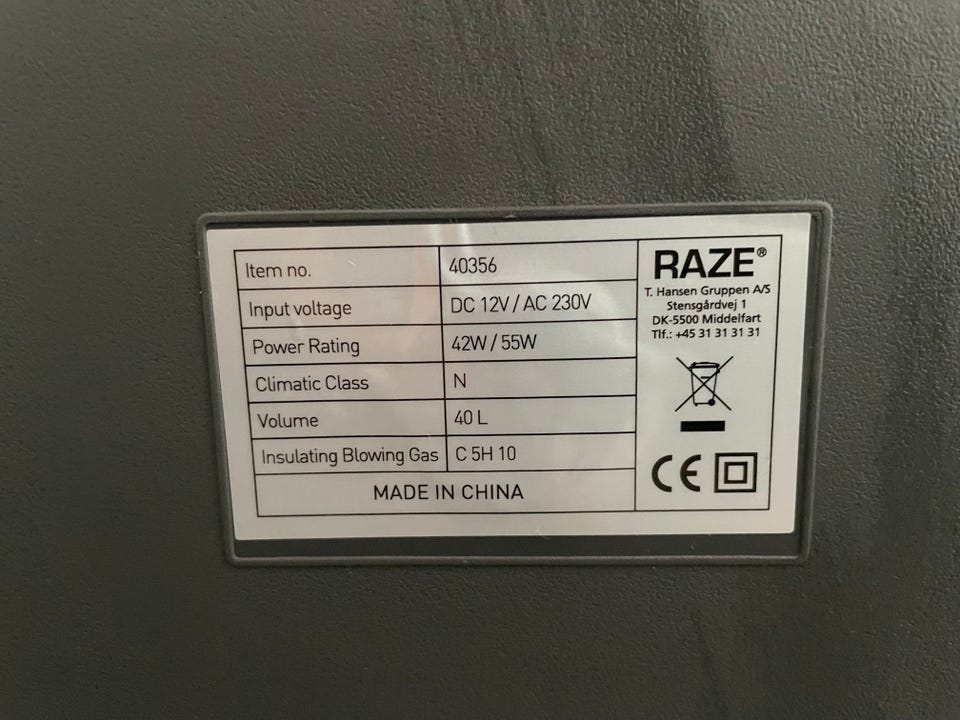 Item no. 40356
Input voltage DC 12V / AC 230V
Power Rating 42W / 55W
Climatic Class N
Volume 40 L
Insulating Blowing Gas C 5H 10
MADE IN CHINA
RAZE®
T. Hansen Gruppen A/S
Stensgårdvej 1
DK-5500 Middelfart
Tlf.: +45 31 31 31 31
CE